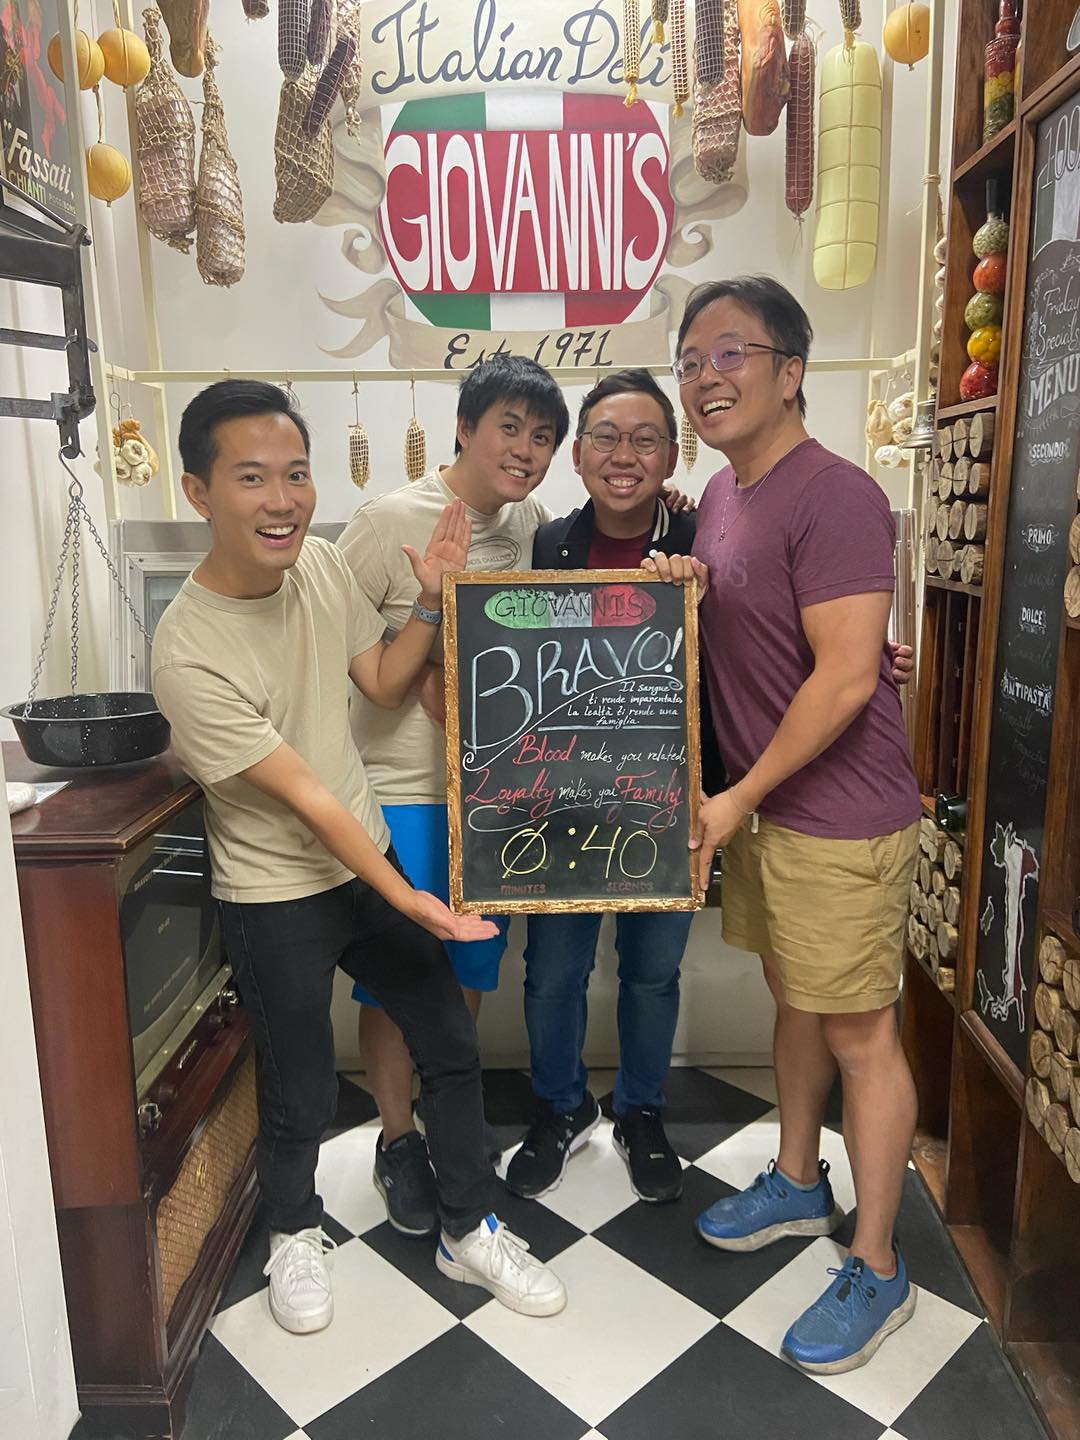 Italian Deli
GIOVANNI'S
Est. 1971
"Fassati,
CHIANTI
GIOVANNIS
BRAVO!
Il sangue
ti rende imparentato,
La lealtà ti rende una
famiglia.
Blood makes you related,
Loyalty makes you Family
0:40
MINUTES SECONDS
Friday
Specials
MENU
SECONDO
PRIMO
DOLCE
ANTIPASTA